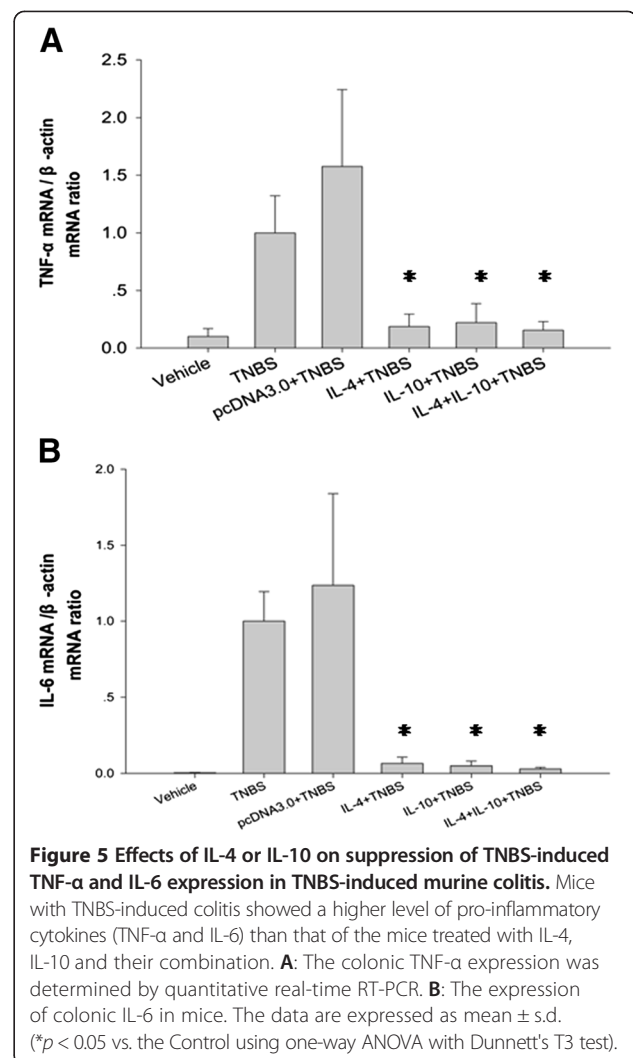 A
TNF-α mRNA / β -actin
mRNA ratio
2.5
2.0
1.5
1.0
.5
0.0
* * *
Vehicle
TNBS
pcDNA3.0+TNBS
IL-4+TNBS
IL-10+TNBS
IL-4+IL-10+TNBS
B
IL-6 mRNA /β -actin
mRNA ratio
2.0
1.5
1.0
.5
0.0
* * *
Vehicle
TNBS
pcDNA3.0+TNBS
IL-4+TNBS
IL-10+TNBS
IL-4+IL-10+TNBS
Figure 5 Effects of IL-4 or IL-10 on suppression of TNBS-induced
TNF-α and IL-6 expression in TNBS-induced murine colitis. Mice
with TNBS-induced colitis showed a higher level of pro-inflammatory
cytokines (TNF-α and IL-6) than that of the mice treated with IL-4,
IL-10 and their combination. A: The colonic TNF-α expression was
determined by quantitative real-time RT-PCR. B: The expression
of colonic IL-6 in mice. The data are expressed as mean ± s.d.
(*p < 0.05 vs. the Control using one-way ANOVA with Dunnett's T3 test).